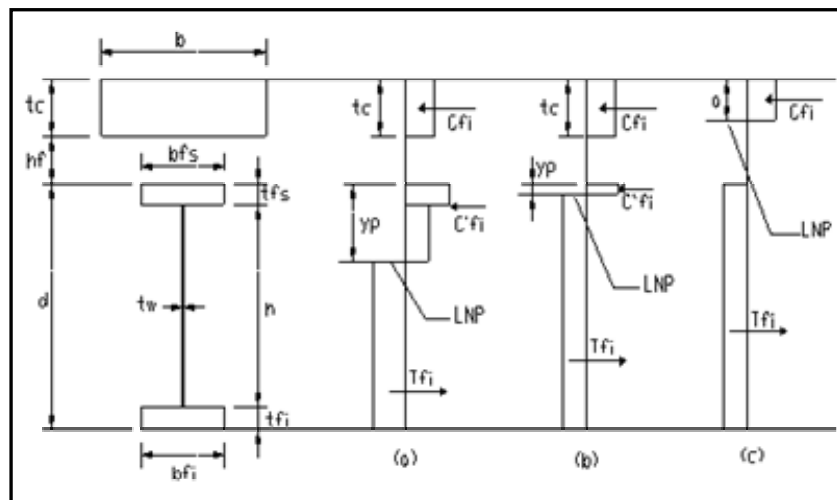 b
tc
hf
bfs
tfs
d
tw
h
tfi
bfi
tc
Cfi
yp
C'fi
LNP
Tfi
(a)
tc
Cfi
yp
C'fi
LNP
Tfi
(b)
a
Cfi
LNP
Tfi
(c)